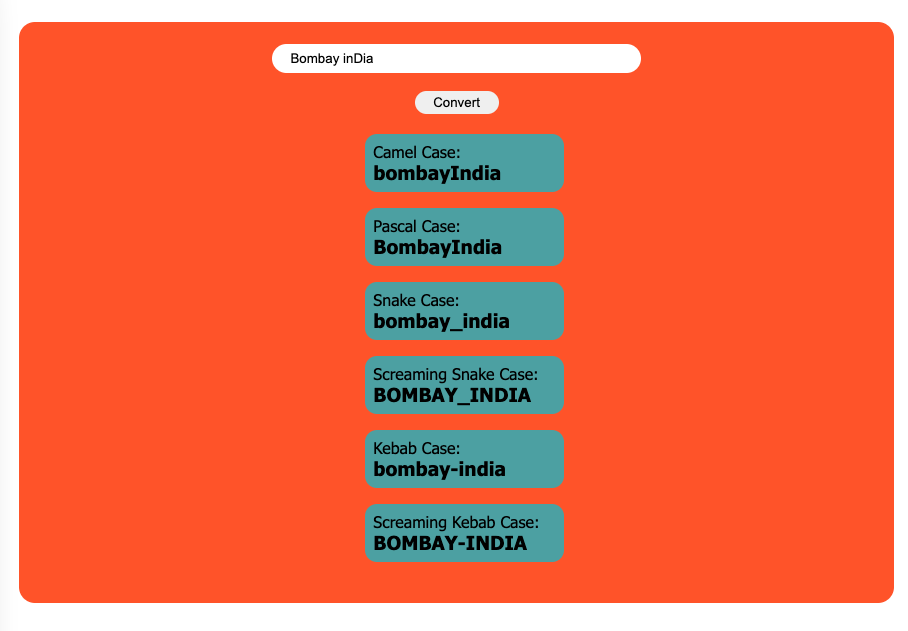 Bombay inDia
Convert
Camel Case:
bombayIndia
Pascal Case:
BombayIndia
Snake Case:
bombay_india
Screaming Snake Case:
BOMBAY_INDIA
Kebab Case:
bombay-india
Screaming Kebab Case:
BOMBAY-INDIA